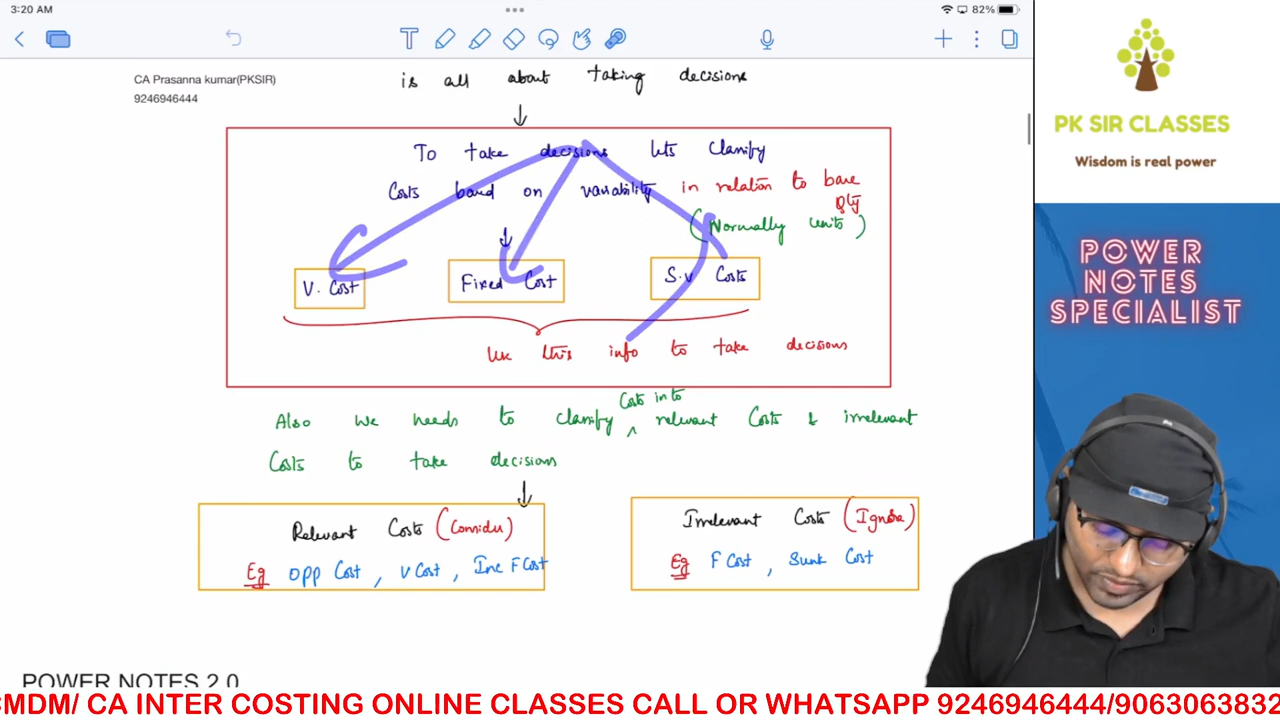 3:20 AM
82%
CA Prasanna kumar(PKSIR)
9246946444
is all about taking decisions
To take decisions lets Classify
Costs based on variability in relation to base
Qty
(Normally units)
V. Cost
Fixed Cost
S.V Costs
Use this info to take decisions
Also we needs to classify Costs into relevant Costs & irrelevant
Costs to take decisions
Relevant Costs (Consider)
Eg Opp Cost, V Cost, Inc F Cost
Irrelevant Costs (Ignore)
Eg F Cost, Sunk Cost
POWER NOTES 2.0
PK SIR CLASSES
Wisdom is real power
POWER
NOTES
SPECIALIST
MDM/ CA INTER COSTING ONLINE CLASSES CALL OR WHATSAPP 9246946444/9063063832